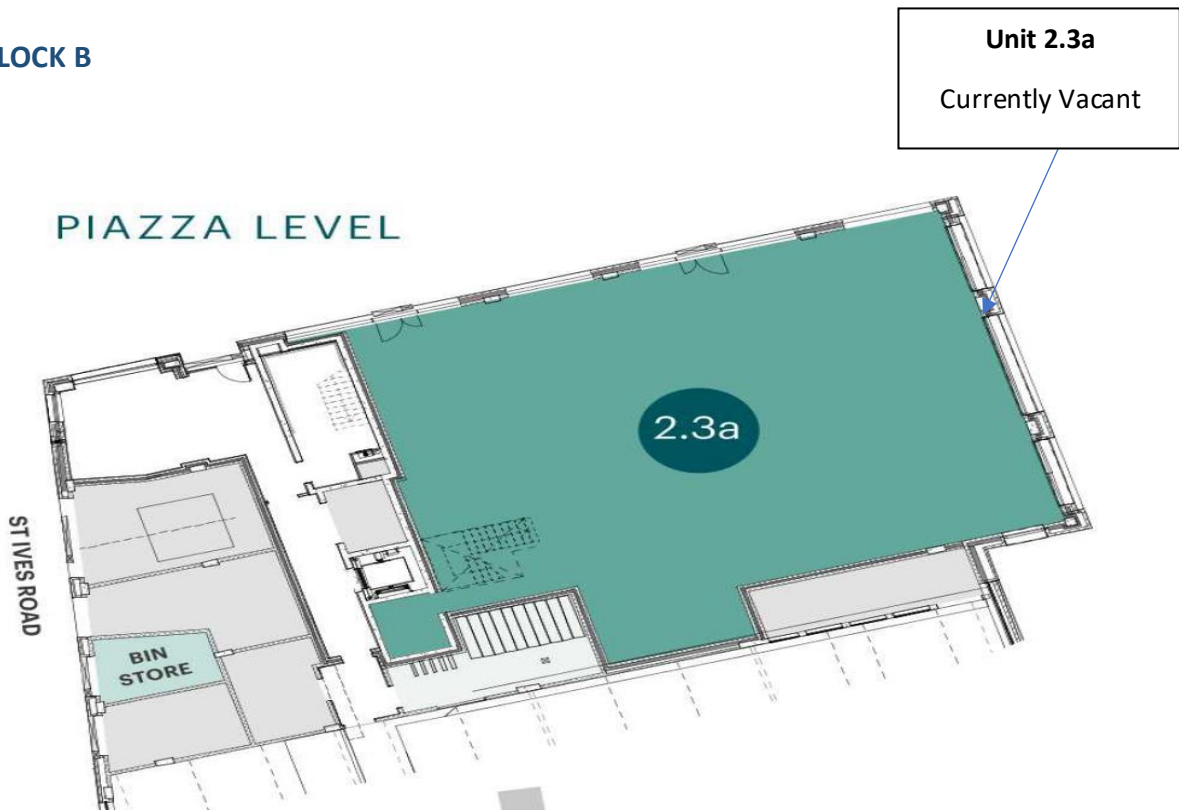 LOCK B
Unit 2.3a
Currently Vacant
PIAZZA LEVEL
2.3a
ST IVES ROAD
BIN
STORE